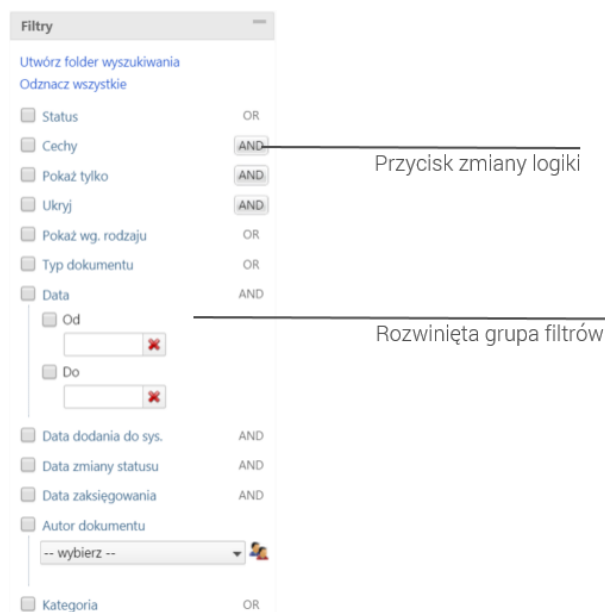 Filtry
Utwórz folder wyszukiwania
Odznacz wszystkie
Status OR
Cechy AND
Przycisk zmiany logiki
Pokaż tylko AND
Ukryj AND
Pokaż wg. rodzaju OR
Typ dokumentu OR
Data AND
Od
Rozwinięta grupa filtrów
Do
Data dodania do sys. AND
Data zmiany statusu AND
Data zaksięgowania AND
Autor dokumentu
-- wybierz --
Kategoria OR